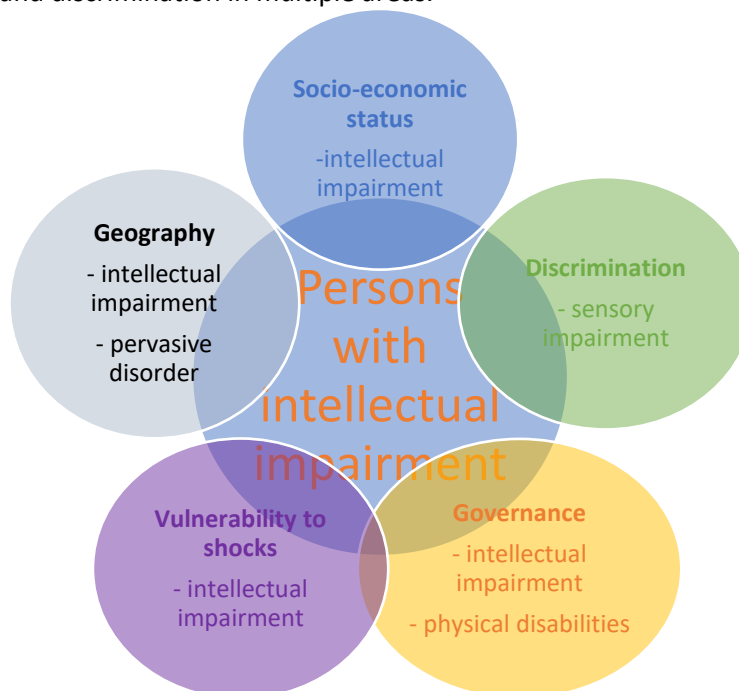 and discrimination in multiple areas.
Socio-economic
status
-intellectual
impairment
Geography
- intellectual
impairment
- pervasive
disorder
Discrimination
- sensory
impairment
Persons
with
intellectual
impairment
Vulnerability to
shocks
- intellectual
impairment
Governance
- intellectual
impairment
- physical disabilities